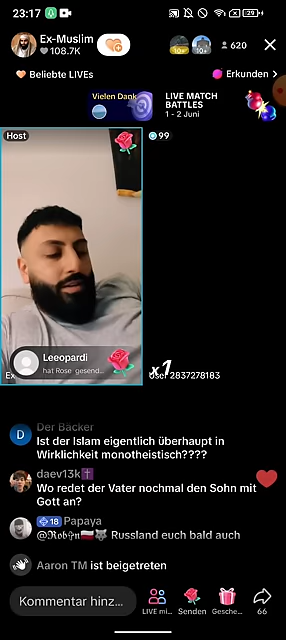 23:17
29
Ex-Muslim
108.7K
10
10
620
Beliebte LIVEs
Erkunden
Vielen Dank
LIVE MATCH
BATTLES
1 - 2 Juni
Host
99
Leeopardi
hat Rose gesend...
x1
2837278183
Der Bäcker
Ist der Islam eigentlich überhaupt in
Wirklichkeit monotheistisch????
daev13k✝️
Wo redet der Vater nochmal den Sohn mit
Gott an?
18 Papaya
Russland euch bald auch
Aaron TM ist beigetreten
Kommentar hinz...
LIVE mi...
Senden
Gesche...
66